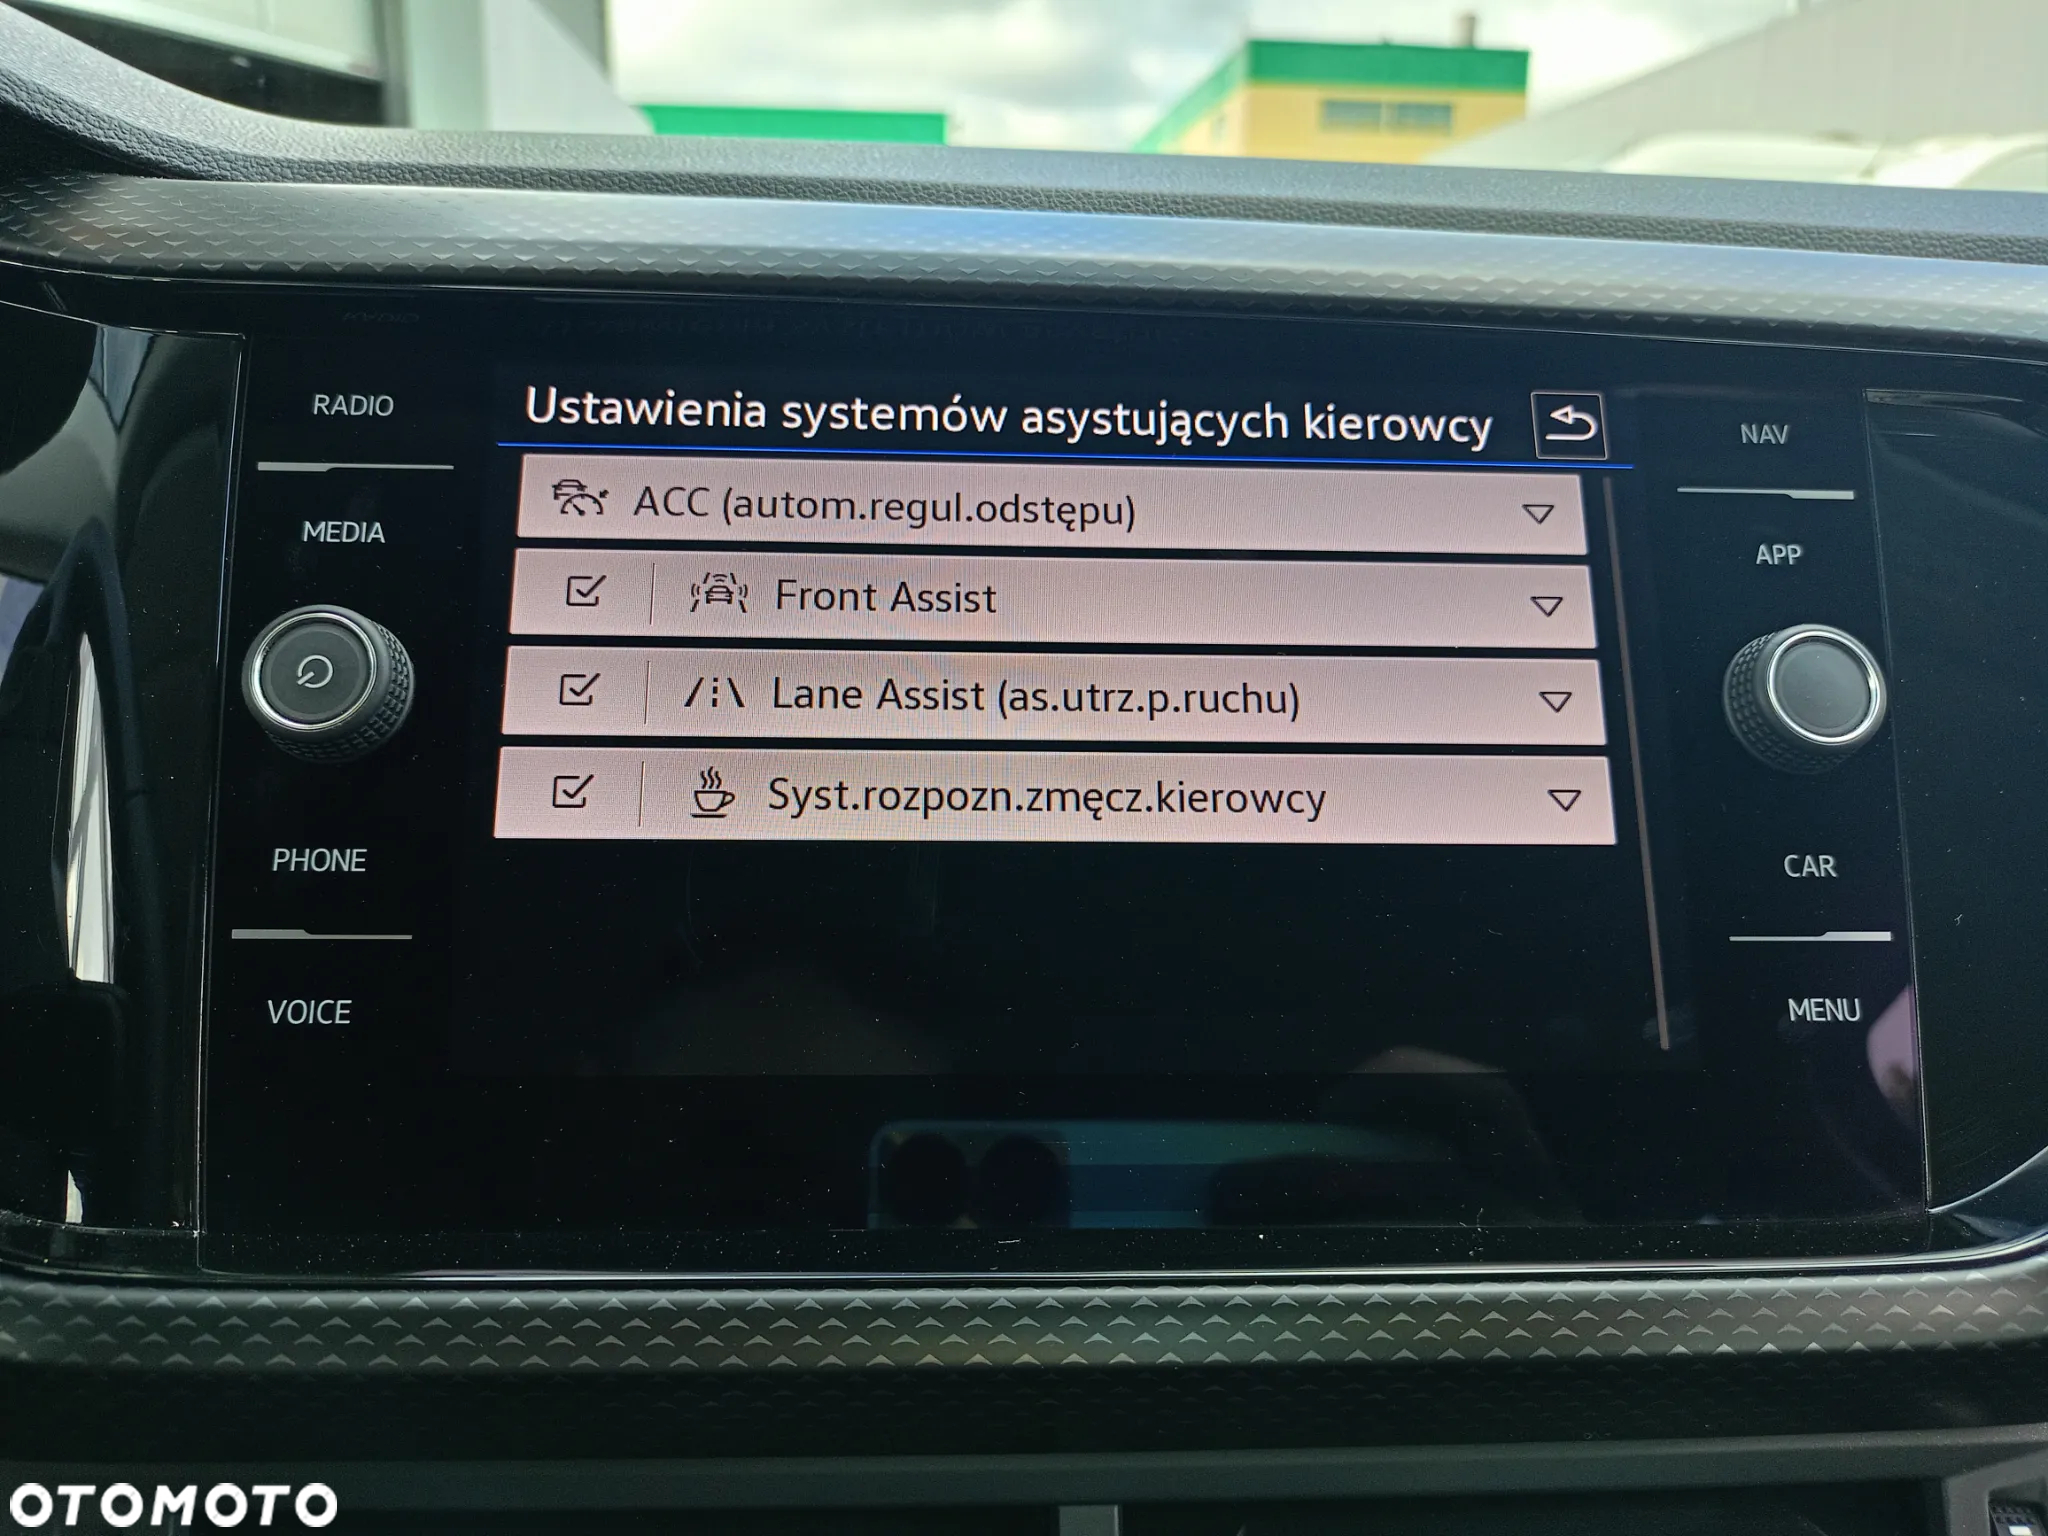 RADIO
MEDIA
PHONE
VOICE
Ustawienia systemów asystujących kierowcy
ACC (autom.regul.odstępu)
Front Assist
Lane Assist (as.utrz.p.ruchu)
Syst.rozpozn.zmęcz.kierowcy
NAV
APP
CAR
MENU
OTOMOTO